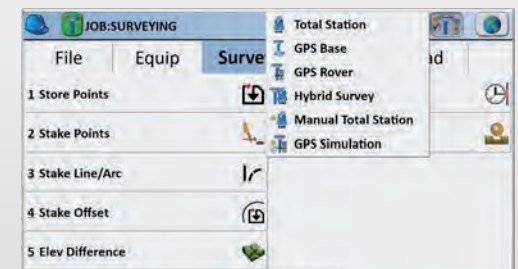 JOB:SURVEYING
File Equip Surve ad
1 Store Points
2 Stake Points
3 Stake Line/Arc
4 Stake Offset
5 Elev Difference
Total Station
GPS Base
GPS Rover
Hybrid Survey
Manual Total Station
GPS Simulation